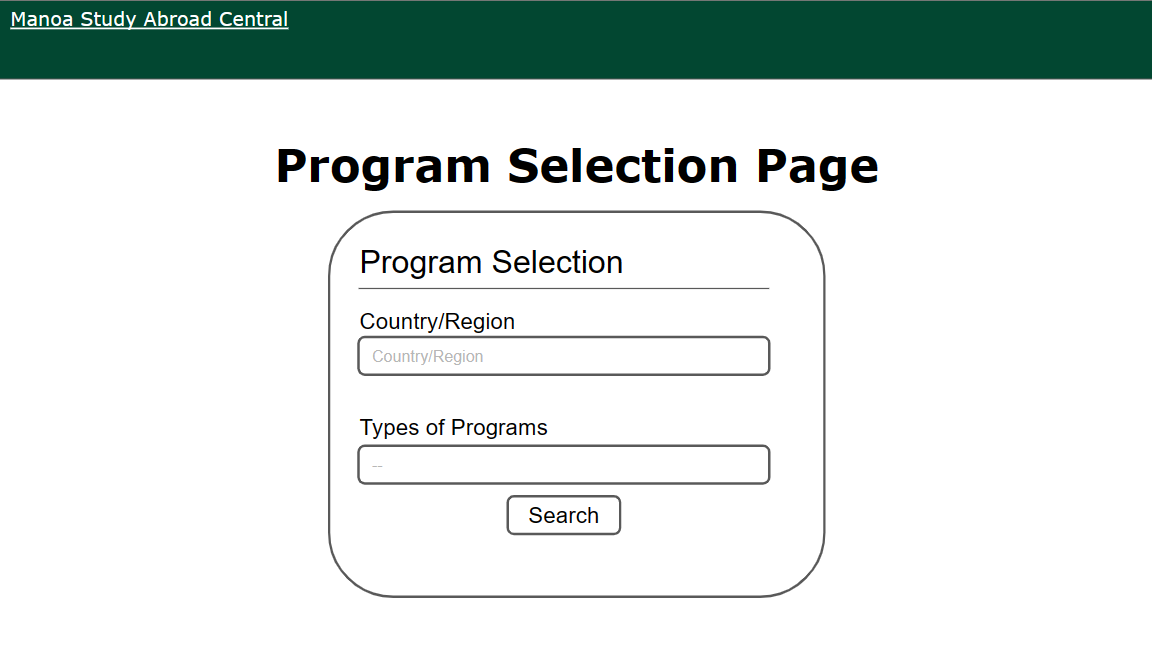 Manoa Study Abroad Central
Program Selection Page
Program Selection
Country/Region
Country/Region
Types of Programs
--
Search